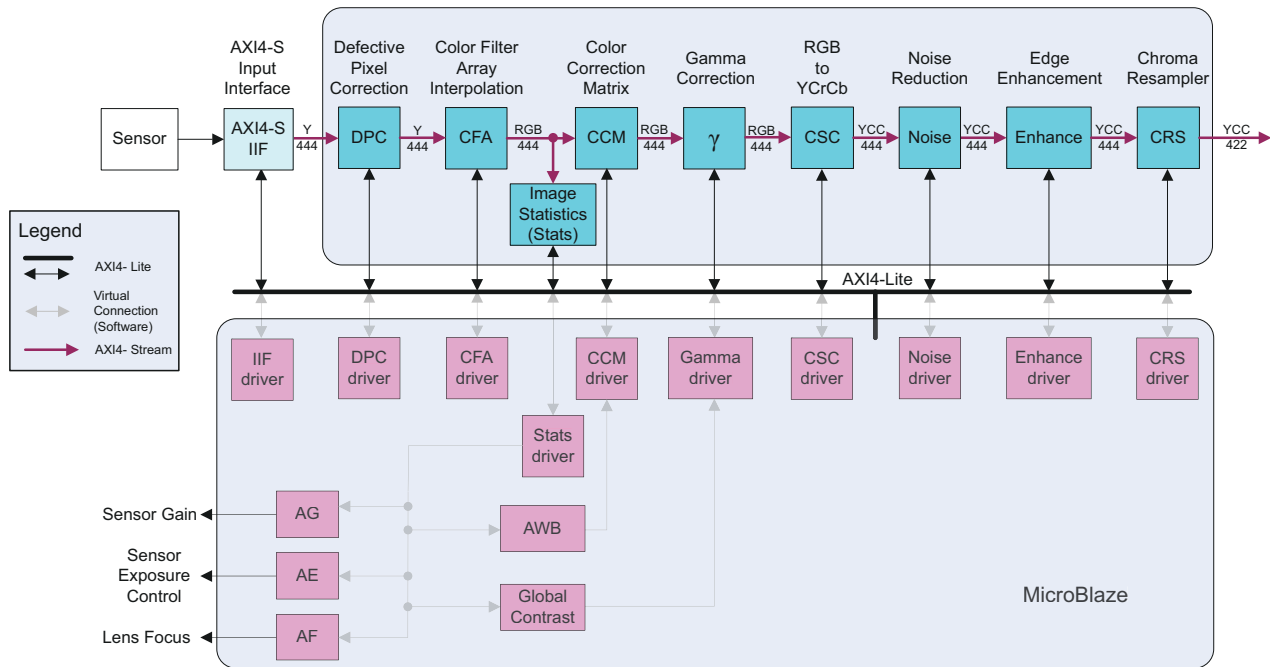 AXI4-S
Input
Interface
Defective
Pixel
Correction
Color Filter
Array
Interpolation
Color
Correction
Matrix
Gamma
Correction
RGB
to
YCrCb
Noise
Reduction
Edge
Enhancement
Chroma
Resampler
Sensor
AXI4-S
IIF
Y
444
DPC
Y
444
CFA
RGB
444
CCM
RGB
444
γ
RGB
444
CSC
YCC
444
Noise
YCC
444
Enhance
YCC
444
CRS
YCC
422
Image
Statistics
(Stats)
Legend
AXI4- Lite
Virtual
Connection
(Software)
AXI4- Stream
AXI4-Lite
IIF
driver
DPC
driver
CFA
driver
CCM
driver
Gamma
driver
CSC
driver
Noise
driver
Enhance
driver
CRS
driver
Stats
driver
Sensor Gain
AG
AWB
Sensor
Exposure
Control
AE
Global
Contrast
MicroBlaze
Lens Focus
AF